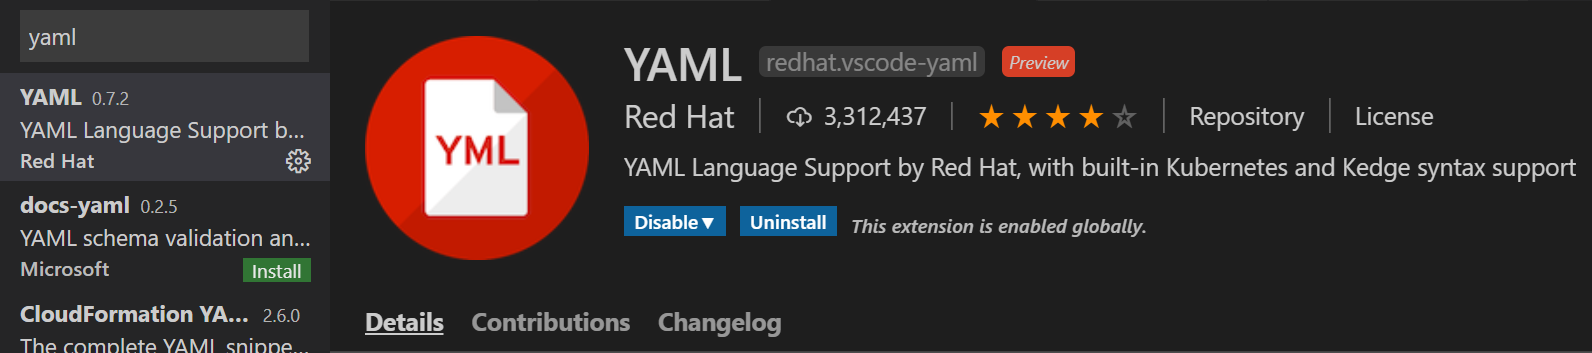 yaml
YAML 0.7.2
YAML Language Support b...
Red Hat
docs-yaml 0.2.5
YAML schema validation an...
Microsoft
Install
CloudFormation YA... 2.6.0
The complete YAML snippe...
YML
YAML redhat.vscode-yaml Preview
Red Hat 3,312,437 Repository License
YAML Language Support by Red Hat, with built-in Kubernetes and Kedge syntax support
Disable Uninstall This extension is enabled globally.
Details Contributions Changelog